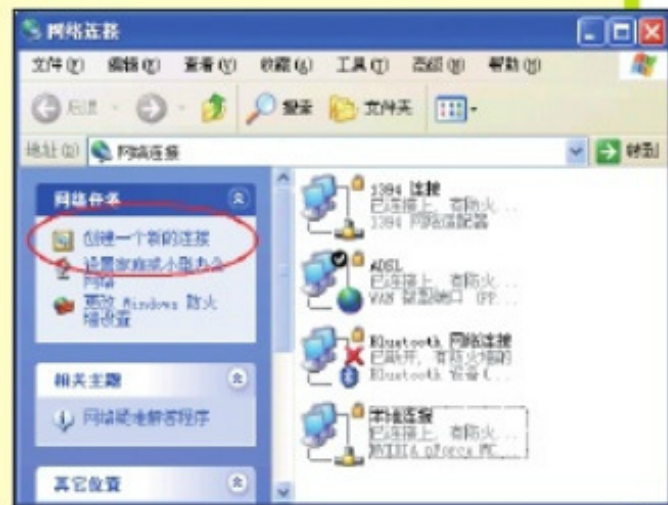 网络连接
文件(F) 编辑(E) 查看(V) 收藏(A) 工具(T) 高级(N) 帮助(H)
后退 搜索 文件夹
地址(D) 网络连接 转到
网络任务
创建一个新的连接
设置家庭或小型办公
网络
更改 Windows 防火
墙设置
相关主题
网络疑难解答程序
其它位置
1394 连接
已连接上, 有防火...
1394 网络适配器
ADSL
已连接上, 有防火...
WAN 微型端口 (PP...
Bluetooth 网络连接
已断开, 有防火墙的
Bluetooth 设备(...
本地连接
已连接上, 有防火...
NVIDIA nForce MC...